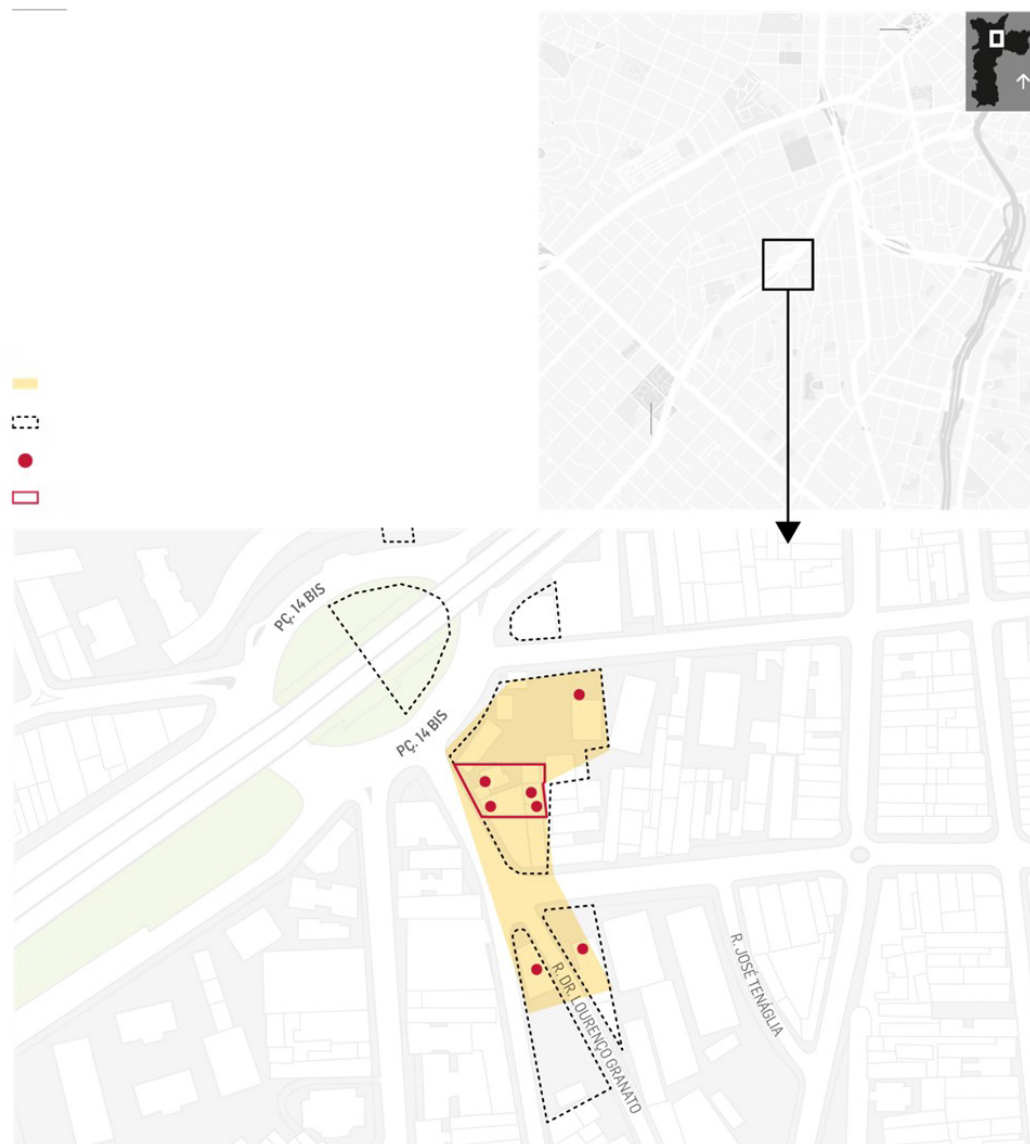 PÇ. 14 BIS
PÇ. 14 BIS
R. DR. LOURENÇO GRANATO
R. JOSÉ TENÁGLIA